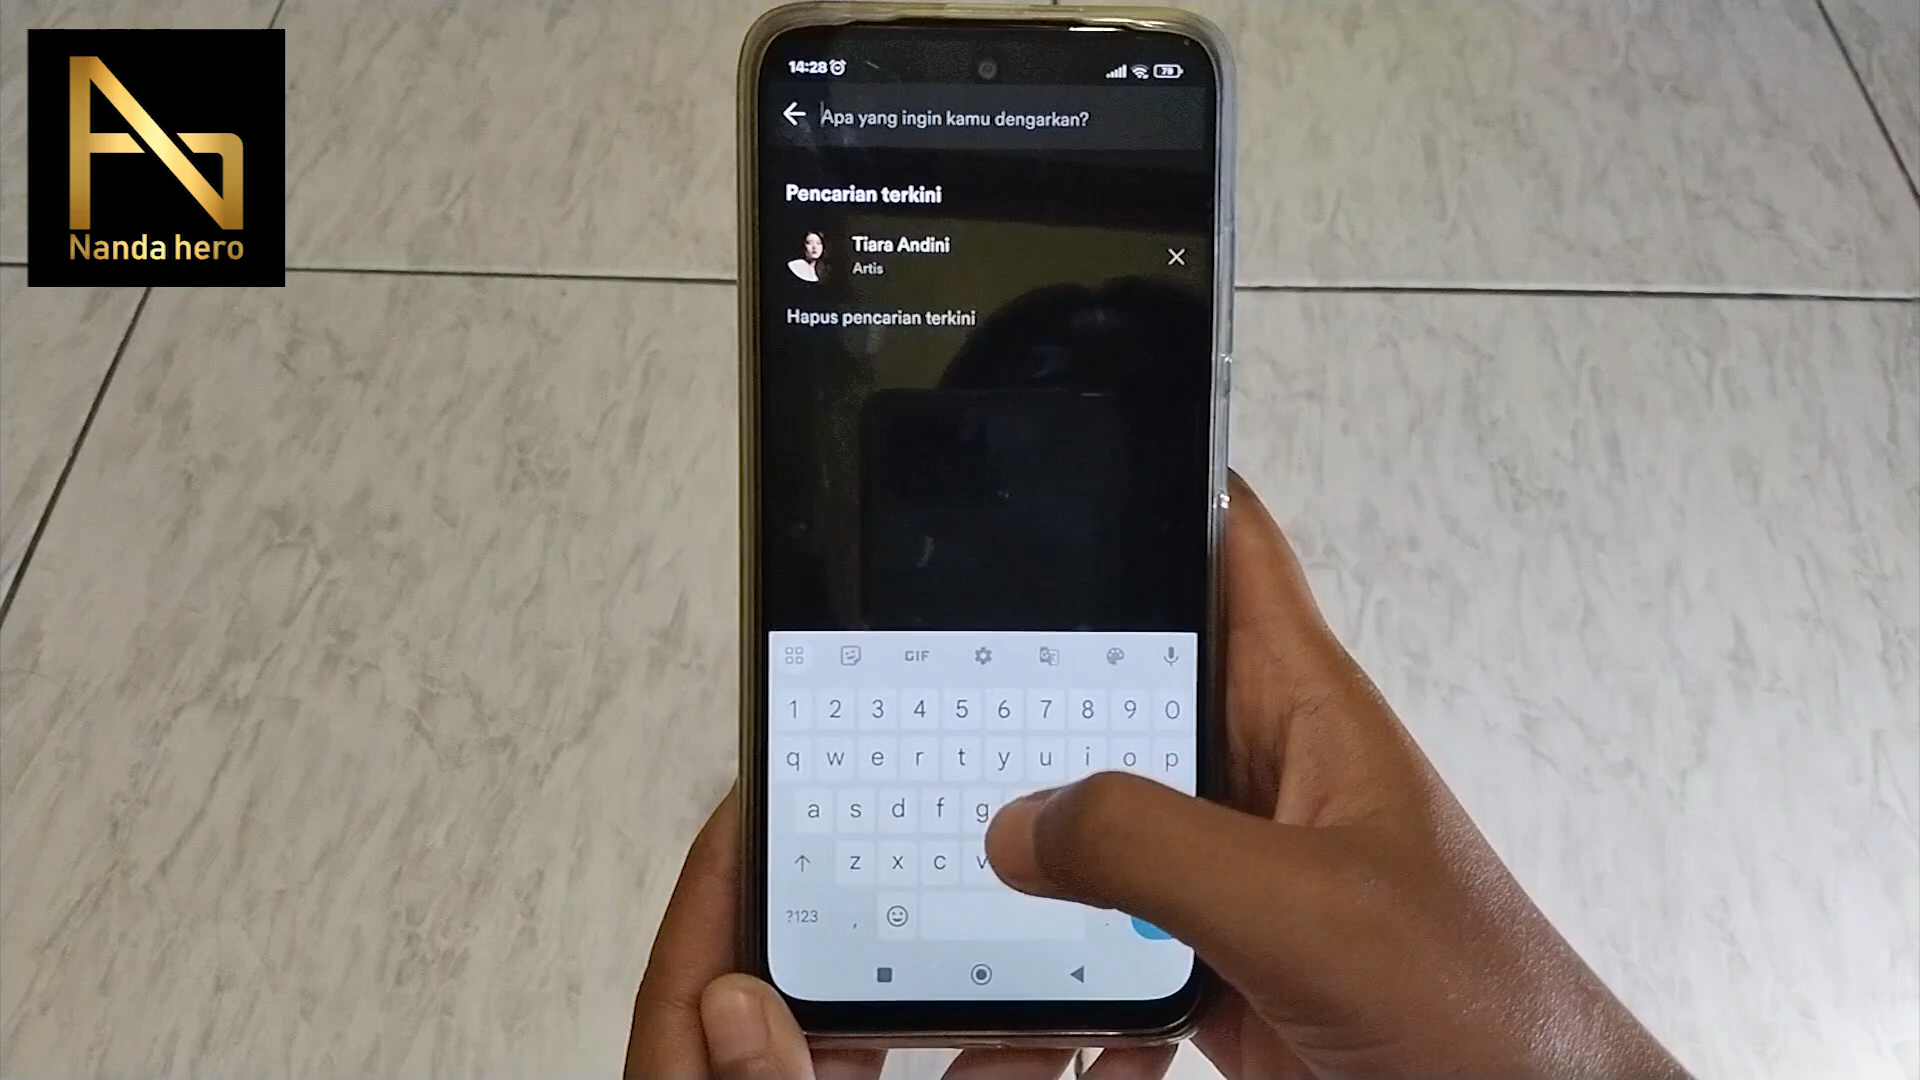 Nanda hero
14:28
79
Apa yang ingin kamu dengarkan?
Pencarian terkini
Tiara Andini
Artis
Hapus pencarian terkini
GIF
1 2 3 4 5 6 7 8 9 0
q w e r t y u i o p
a s d f g
z x c v
?123 , .